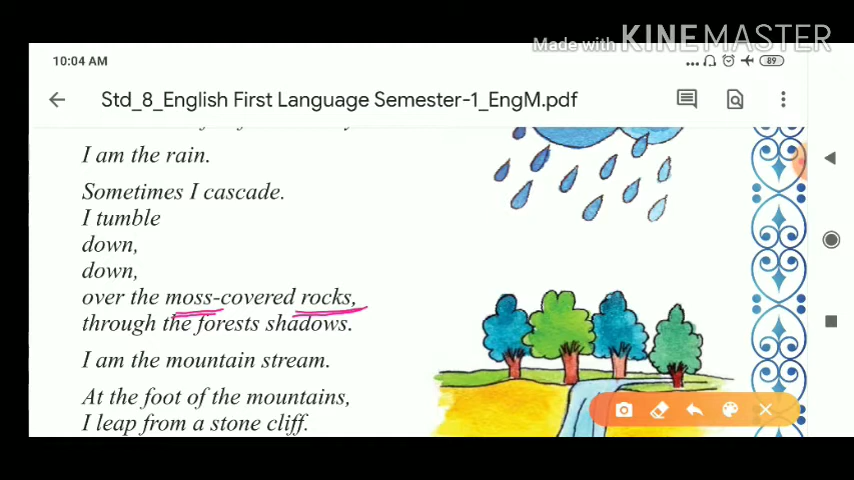 Made with KINEMASTER
10:04 AM
89
Std_8_English First Language Semester-1_EngM.pdf
I am the rain.
Sometimes I cascade.
I tumble
down,
down,
over the moss-covered rocks,
through the forests shadows.
I am the mountain stream.
At the foot of the mountains,
I leap from a stone cliff.